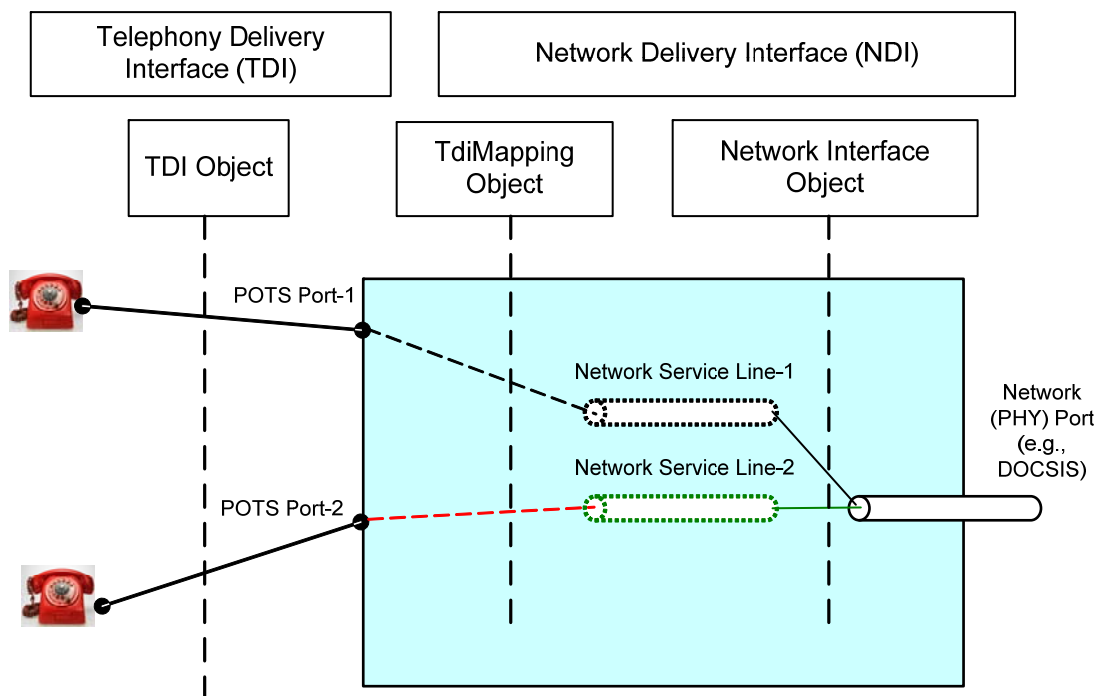 Telephony Delivery
Interface (TDI)
Network Delivery Interface (NDI)
TDI Object
TdiMapping
Object
Network Interface
Object
POTS Port-1
Network Service Line-1
Network
(PHY) Port
(e.g.,
DOCSIS)
Network Service Line-2
POTS Port-2